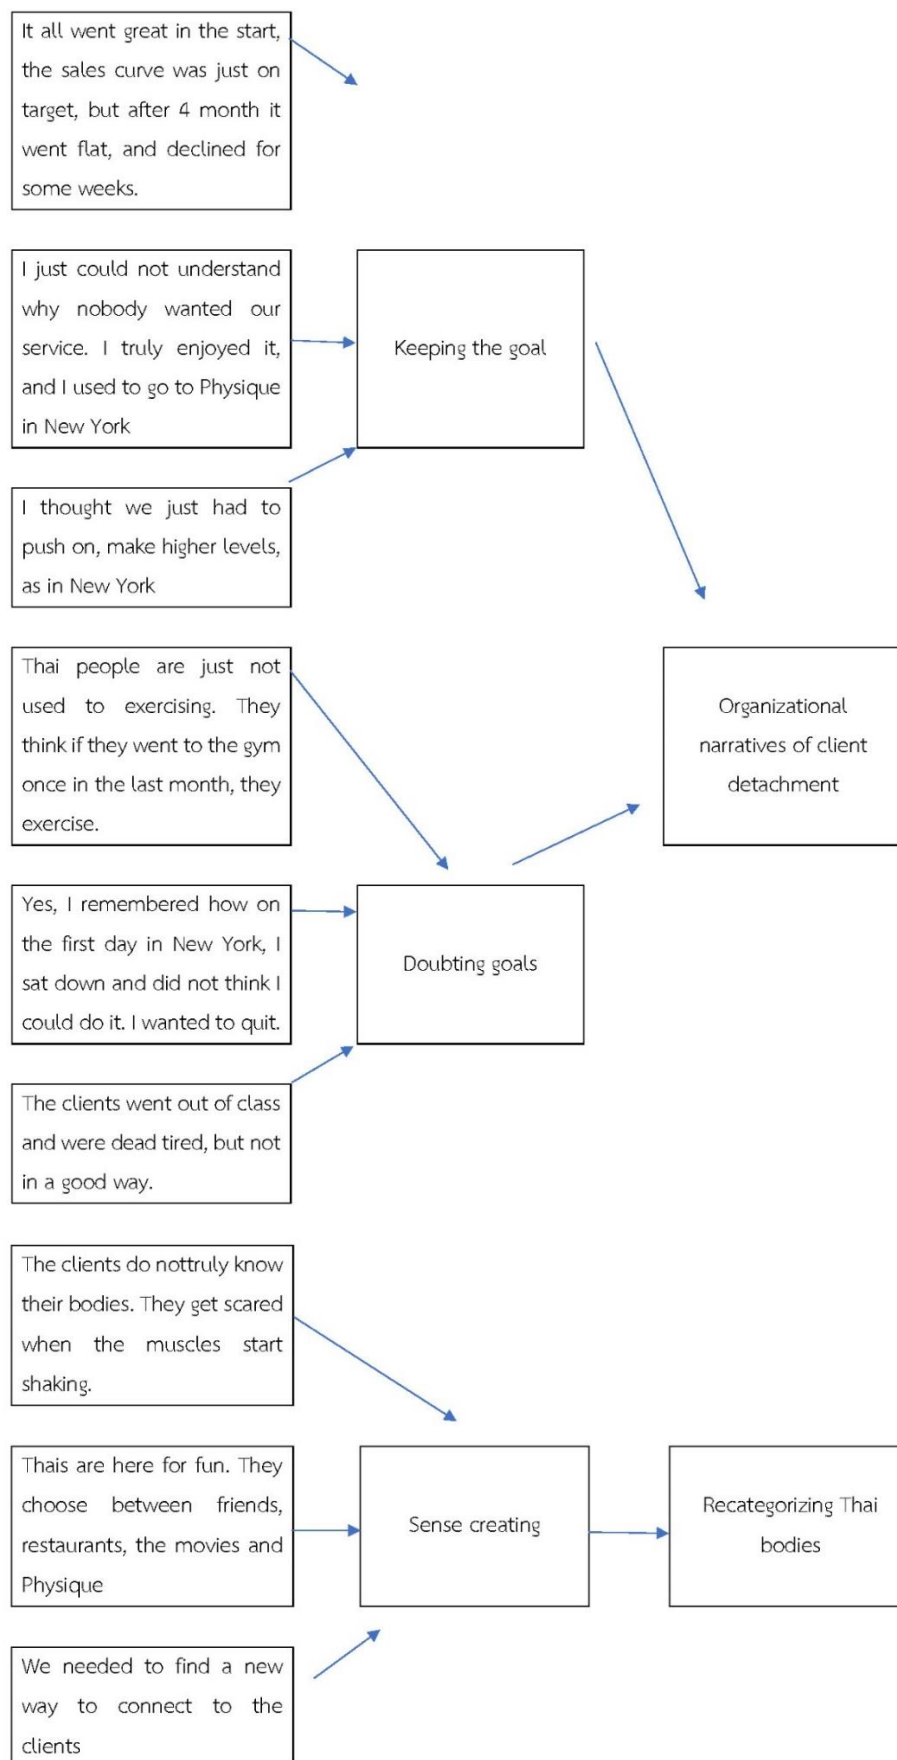 It all went great in the start,
the sales curve was just on
target, but after 4 month it
went flat, and declined for
some weeks.
I just could not understand
why nobody wanted our
service. I truly enjoyed it,
and I used to go to Physique
in New York
Keeping the goal
I thought we just had to
push on, make higher levels,
as in New York
Thai people are just not
used to exercising. They
think if they went to the gym
once in the last month, they
exercise.
Organizational
narratives of client
detachment
Yes, I remembered how on
the first day in New York, I
sat down and did not think I
could do it. I wanted to quit.
Doubting goals
The clients went out of class
and were dead tired, but not
in a good way.
The clients do nottruly know
their bodies. They get scared
when the muscles start
shaking.
Thais are here for fun. They
choose between friends,
restaurants, the movies and
Physique
Sense creating
Recategorizing Thai
bodies
We needed to find a new
way to connect to the
clients